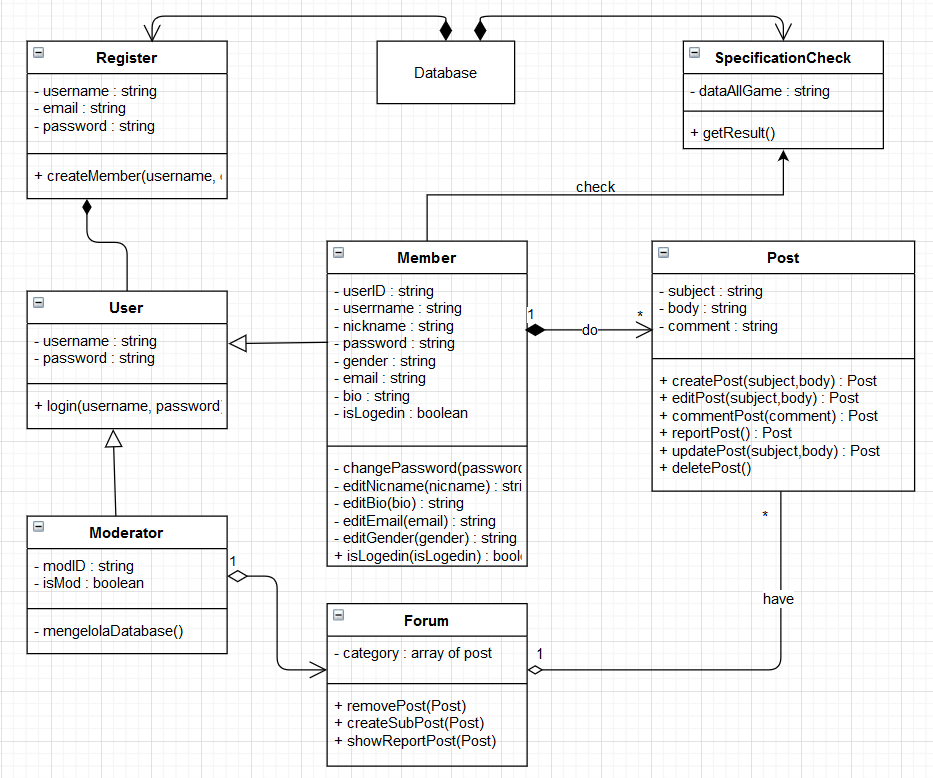 Register
- username : string
- email : string
- password : string
+ createMember(username,
Database
SpecificationCheck
- dataAllGame : string
+ getResult()
check
User
- username : string
- password : string
+ login(username, password)
Member
- userID : string
- userrname : string
- nickname : string
- password : string
- gender : string
- email : string
- bio : string
- isLogedin : boolean
- changePassword(password
- editNicname(nicname) : stri
- editBio(bio) : string
- editEmail(email) : string
- editGender(gender) : string
+ isLogedin(isLogedin) : boole
1
do
*
Post
- subject : string
- body : string
- comment : string
+ createPost(subject,body) : Post
+ editPost(subject,body) : Post
+ commentPost(comment) : Post
+ reportPost() : Post
+ updatePost(subject,body) : Post
+ deletePost()
*
have
1
Moderator
- modID : string
- isMod : boolean
- mengelolaDatabase()
1
Forum
- category : array of post
+ removePost(Post)
+ createSubPost(Post)
+ showReportPost(Post)